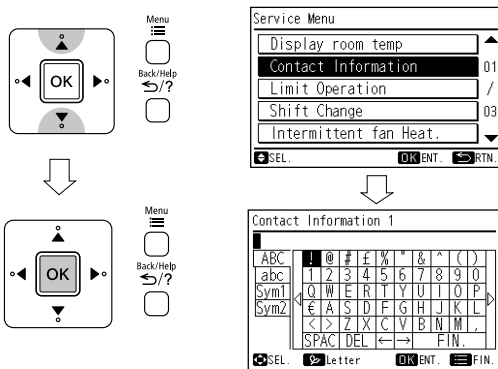 Menu
OK
Back/Help
/?
Service Menu
Display room temp
Contact Information
Limit Operation
Shift Change
Intermittent fan Heat.
01
/
03
SEL.
OK ENT.
RTN.
Menu
OK
Back/Help
/?
Contact Information 1
ABC
abc
Sym1
Sym2
! @ # £ % " & ^ ( )
1 2 3 4 5 6 7 8 9 0
Q W E R T Y U I O P
€ A S D F G H J K L
< > Z X C V B N M ,
SPAC DEL ← → FIN.
SEL.
Letter
OK ENT.
FIN.